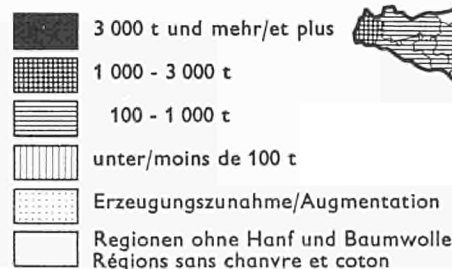 3 000 t und mehr/et plus
1 000 - 3 000 t
100 - 1 000 t
unter/moins de 100 t
Erzeugungszunahme/Augmentation
Regionen ohne Hanf und Baumwolle
Régions sans chanvre et coton